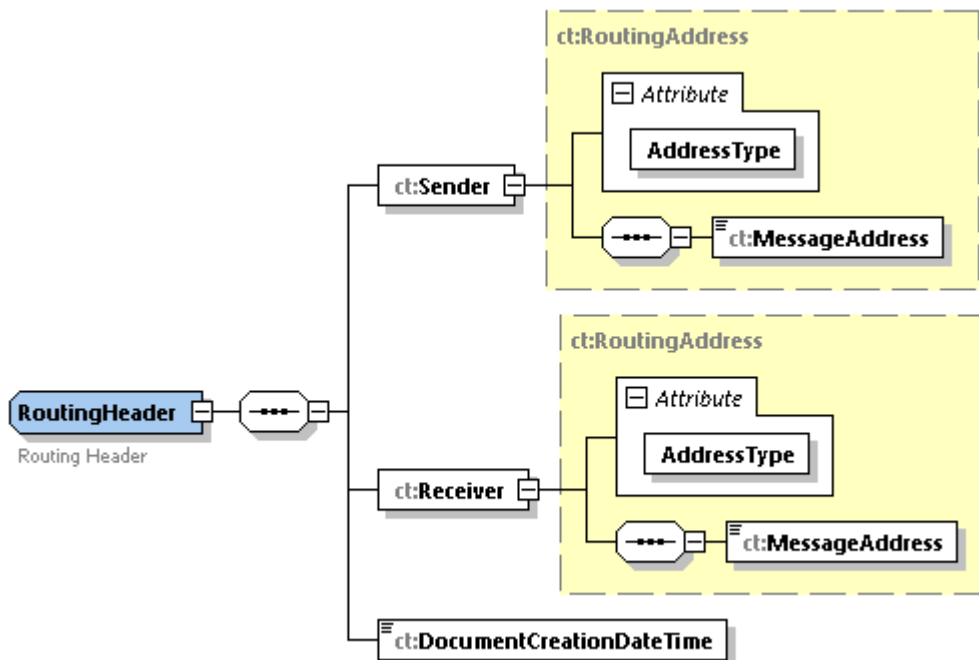 ct:RoutingAddress
Attribute
AddressType
ct:Sender
ct:MessageAddress
ct:RoutingAddress
RoutingHeader
Routing Header
Attribute
AddressType
ct:Receiver
ct:MessageAddress
ct:DocumentCreationDateTime